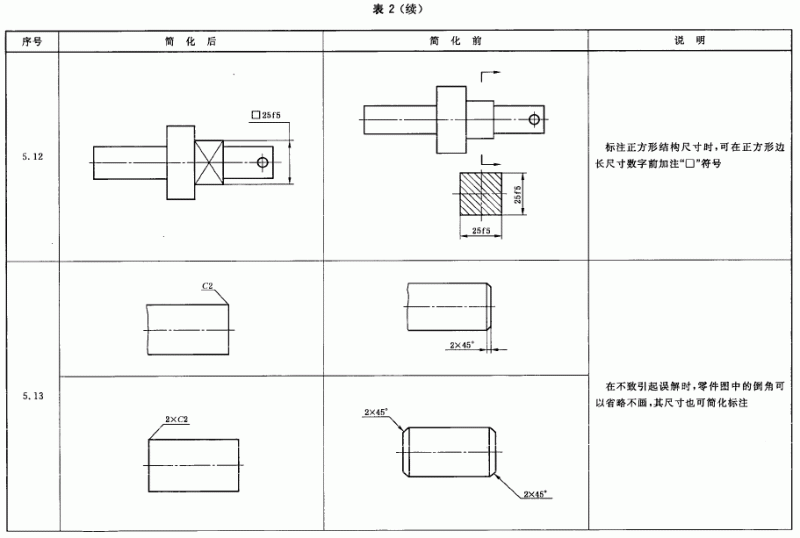 表 2（续）
序号
简 化 后
简 化 前
说 明
5.12
□25f5
25f5
25f5
标注正方形结构尺寸时,可在正方形边
长尺寸数字前加注“□”符号
5.13
C2
2×45°
在不致引起误解时,零件图中的倒角可
以省略不画,其尺寸也可简化标注
2×C2
2×45°
2×45°